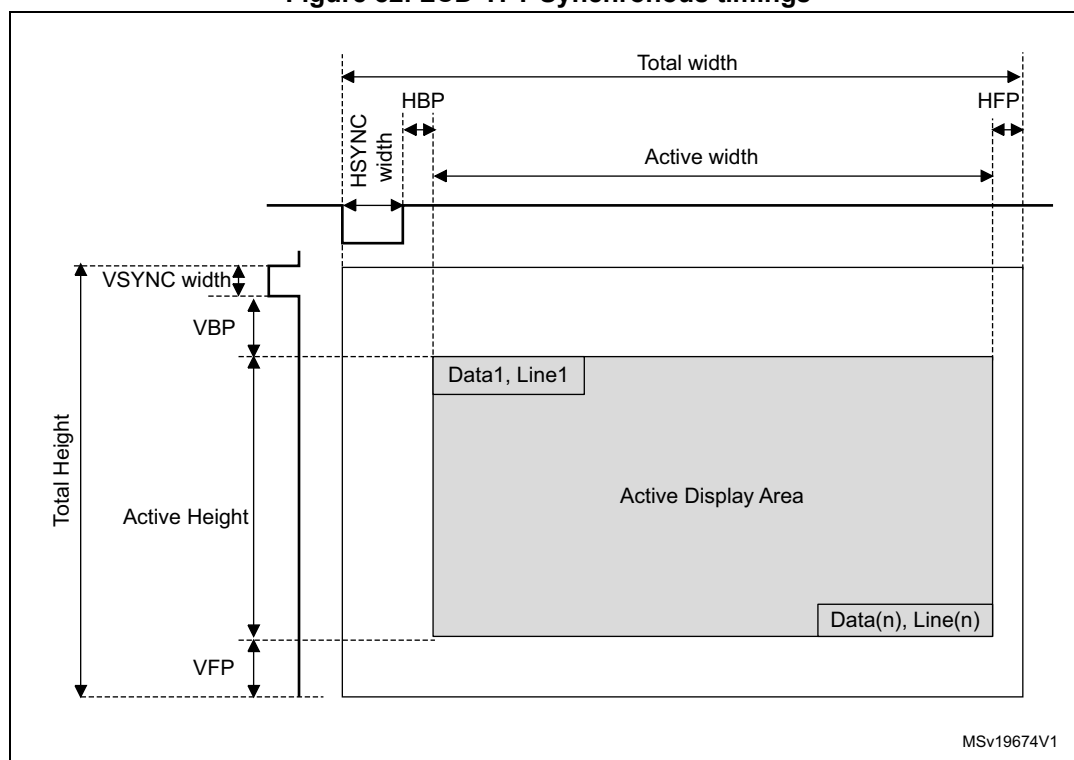 Figure LCD-TFT Synchronous timings
Total width
HBP
HFP
HSYNC
width
Active width
VSYNC width
VBP
Data1, Line1
Total Height
Active Height
Active Display Area
Data(n), Line(n)
VFP
MSv19674V1